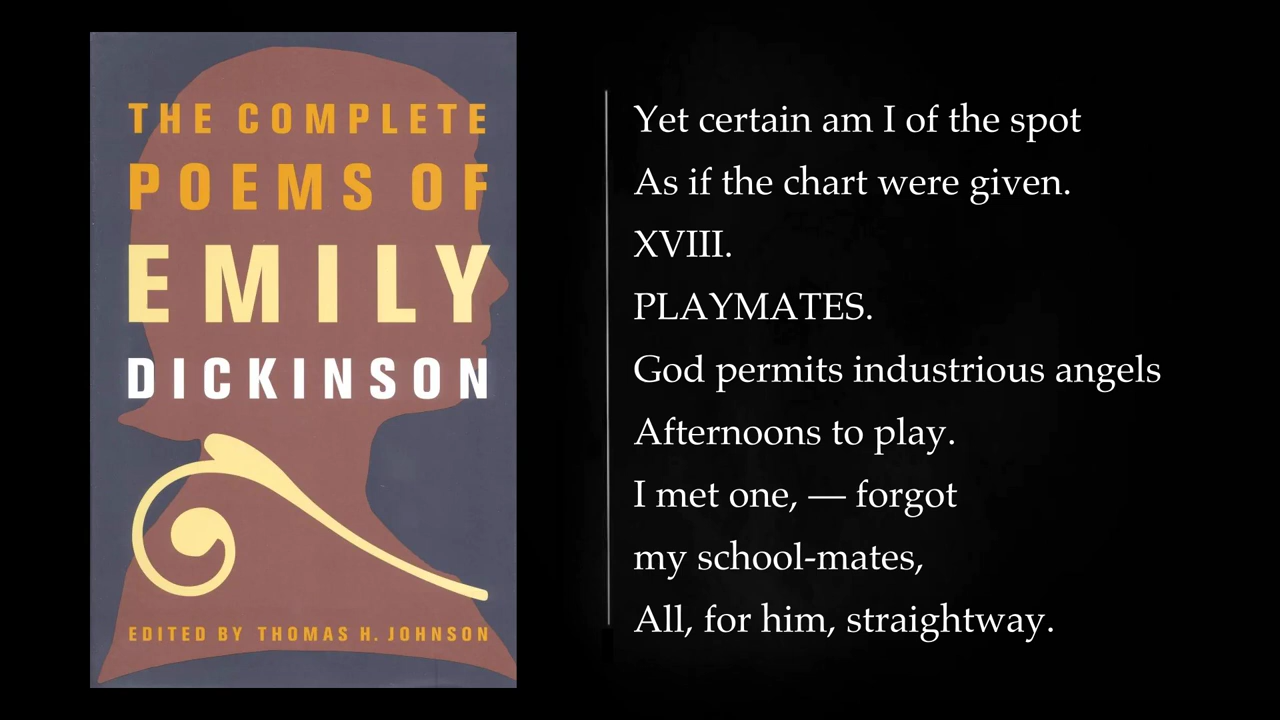 THE COMPLETE
POEMS OF
EMILY
DICKINSON
EDITED BY THOMAS H. JOHNSON
Yet certain am I of the spot
As if the chart were given.
XVIII.
PLAYMATES.
God permits industrious angels
Afternoons to play.
I met one, — forgot
my school-mates,
All, for him, straightway.